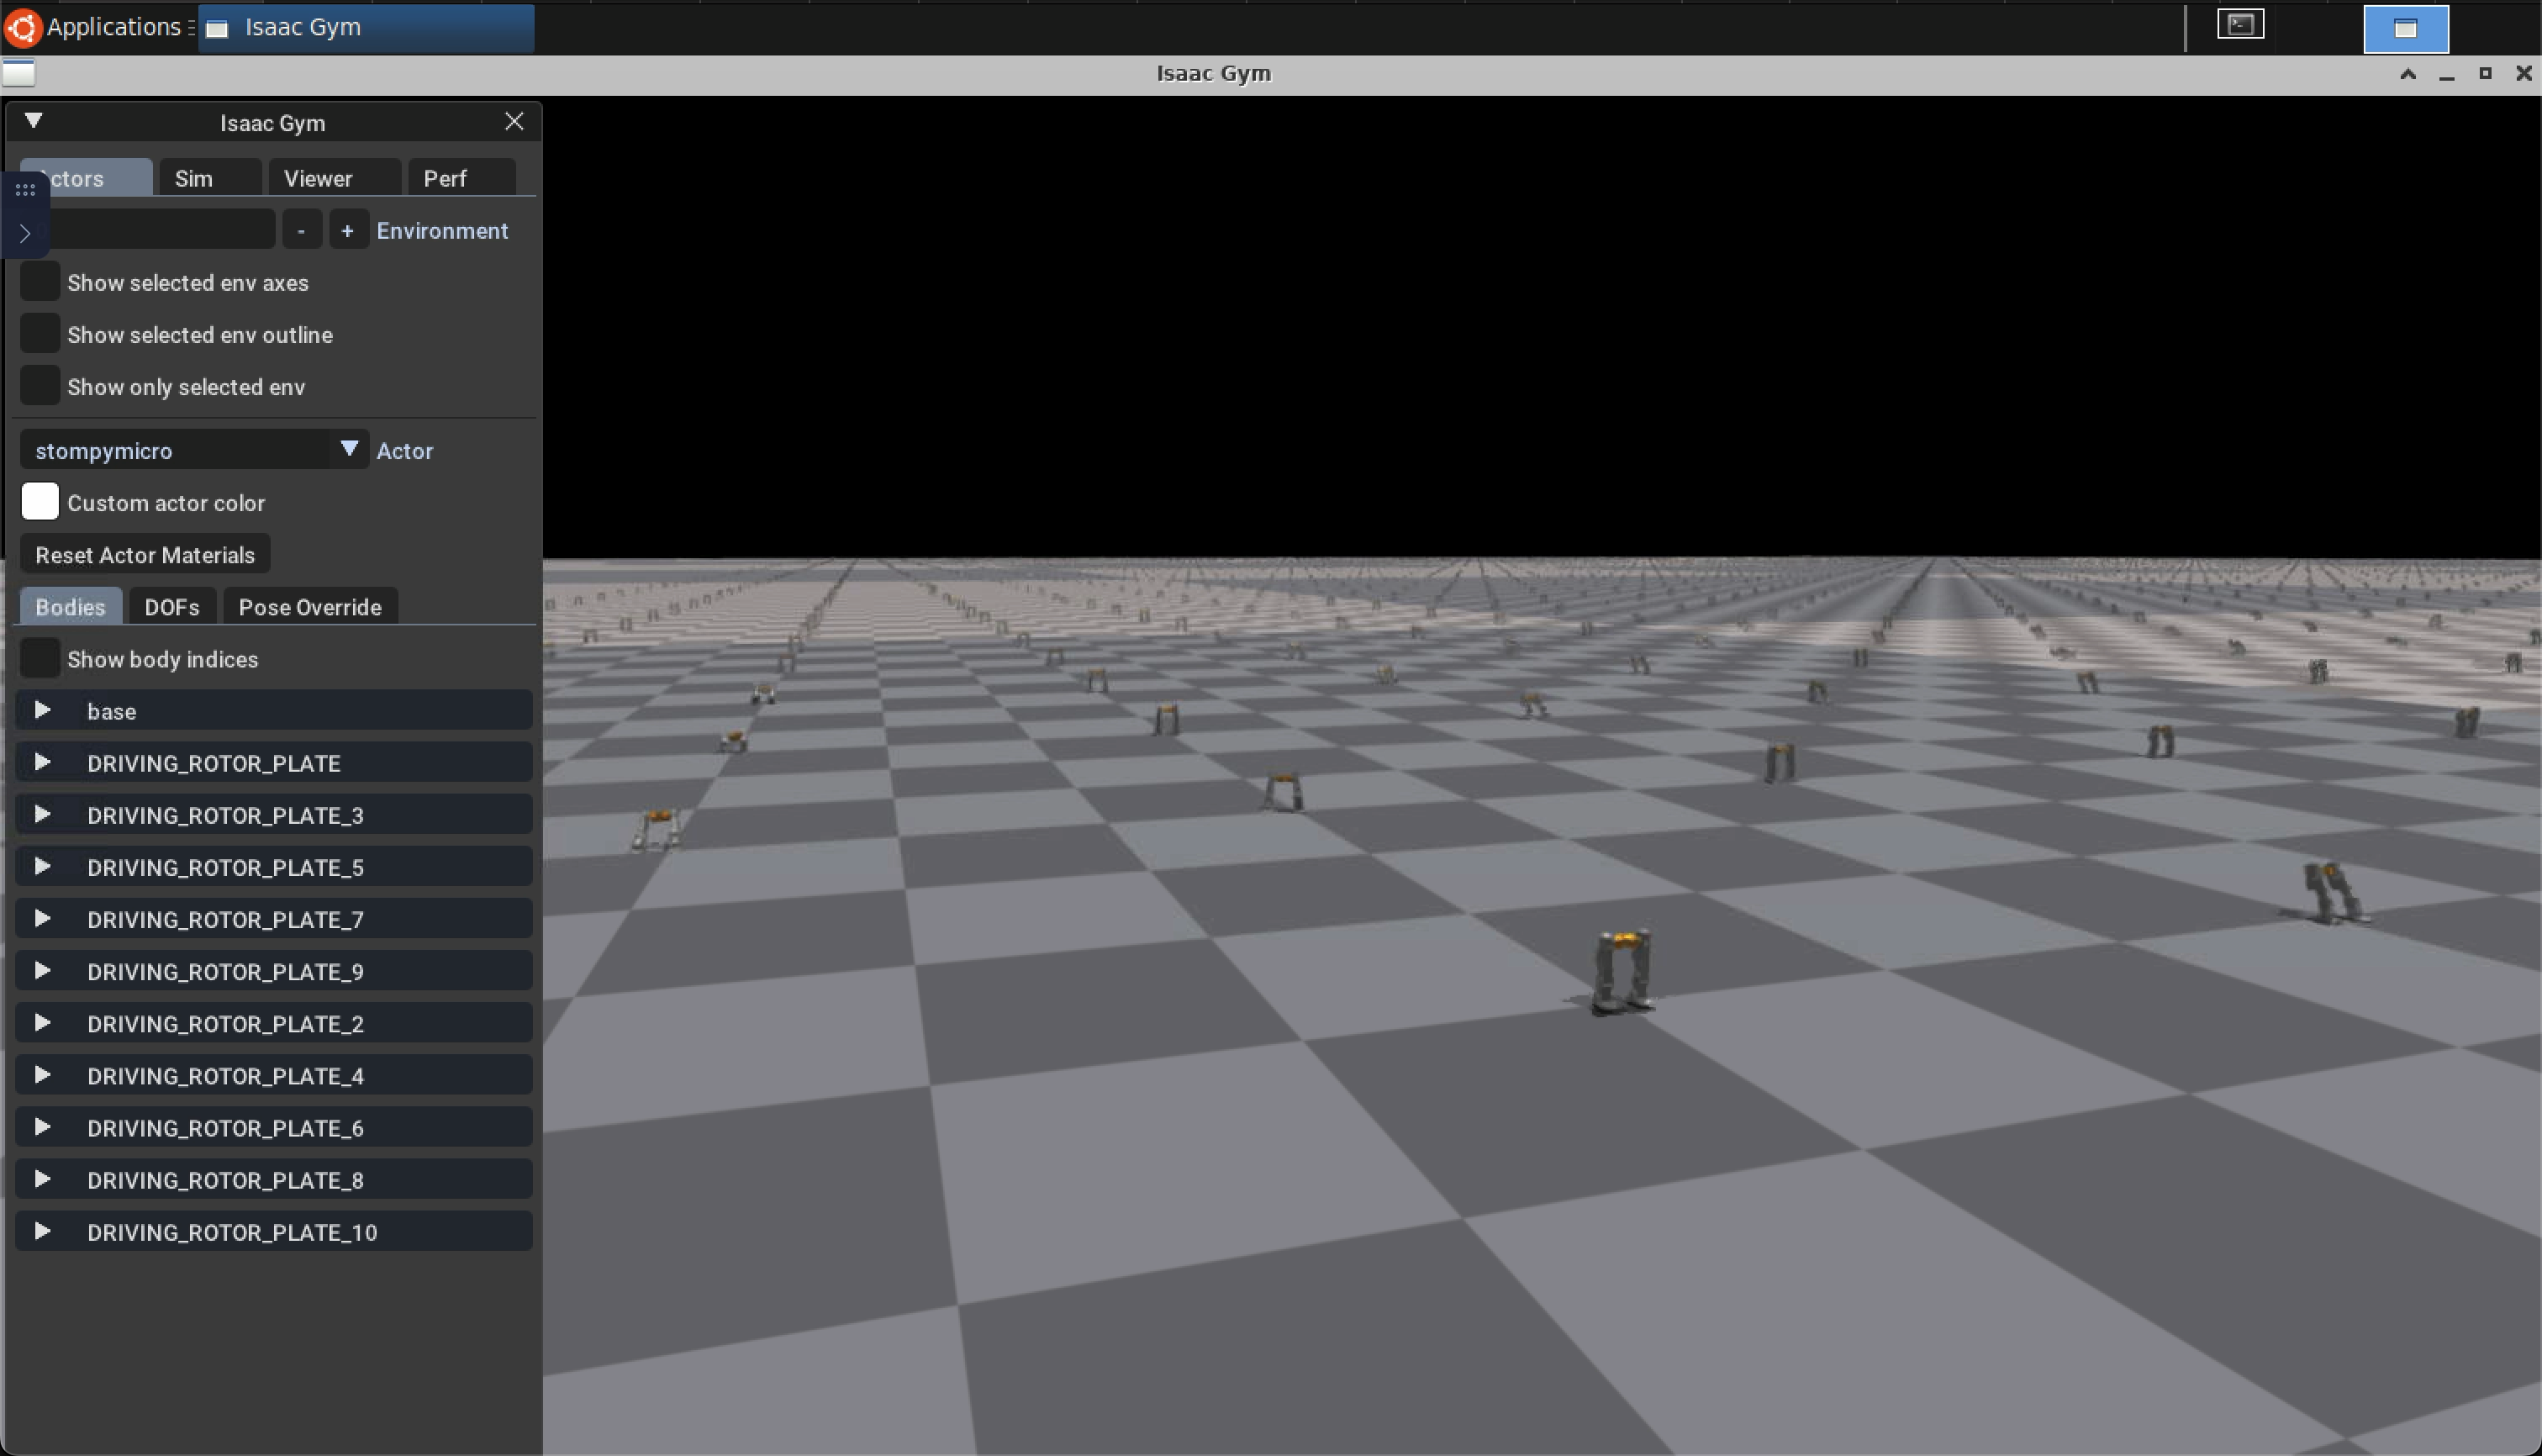 Applications
Isaac Gym
Isaac Gym
Isaac Gym
ctors Sim Viewer Perf
- + Environment
Show selected env axes
Show selected env outline
Show only selected env
stompymicro Actor
Custom actor color
Reset Actor Materials
Bodies DOFs Pose Override
Show body indices
base
DRIVING_ROTOR_PLATE
DRIVING_ROTOR_PLATE_3
DRIVING_ROTOR_PLATE_5
DRIVING_ROTOR_PLATE_7
DRIVING_ROTOR_PLATE_9
DRIVING_ROTOR_PLATE_2
DRIVING_ROTOR_PLATE_4
DRIVING_ROTOR_PLATE_6
DRIVING_ROTOR_PLATE_8
DRIVING_ROTOR_PLATE_10